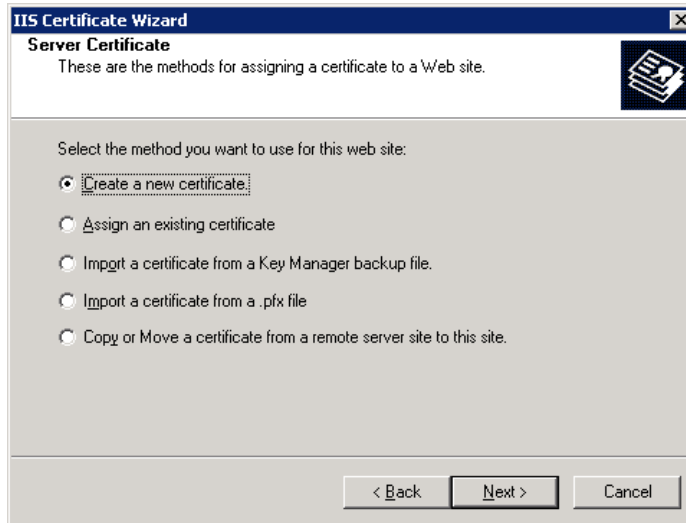 IIS Certificate Wizard
Server Certificate
These are the methods for assigning a certificate to a Web site.
Select the method you want to use for this web site:
Create a new certificate.
Assign an existing certificate
Import a certificate from a Key Manager backup file.
Import a certificate from a .pfx file
Copy or Move a certificate from a remote server site to this site.
< Back Next > Cancel